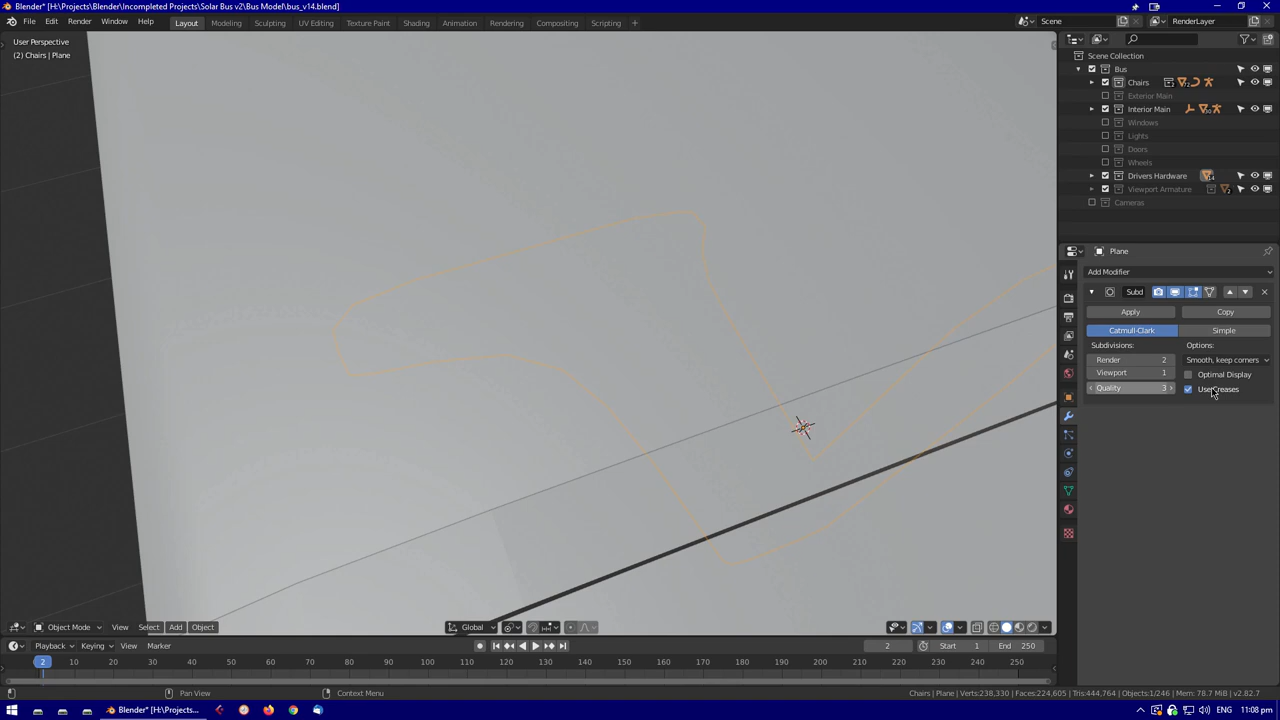 Blender* [H:\Projects\Blender\Incompleted Projects\Solar Bus v2\Bus Model\bus_v14.blend]
File Edit Render Window Help Layout Modeling Sculpting UV Editing Texture Paint Shading Animation Rendering Compositing Scripting + Scene RenderLayer
User Perspective
(2) Chairs | Plane
Scene Collection
Bus
Chairs
Exterior Main
Interior Main
Windows
Lights
Doors
Wheels
Drivers Hardware
Viewport Armature
Cameras
Plane
Add Modifier
Subd
Apply Copy
Catmull-Clark Simple
Subdivisions: Options:
Render 2 Smooth, keep corners
Viewport 1 Optimal Display
Quality 3 Use Creases
Object Mode View Select Add Object Global
Playback Keying View Marker 2 Start 1 End 250
2 10 20 30 40 50 60 70 80 90 100 110 120 130 140 150 160 170 180 190 200 210 220 230 240 250
Pan View Context Menu Chairs | Plane | Verts:238,330 | Faces:224,605 | Tris:444,764 | Objects:1/246 | Mem: 78.7 MiB | v2.82.7
Blender* [H:\Projects... ENG 11:08 pm